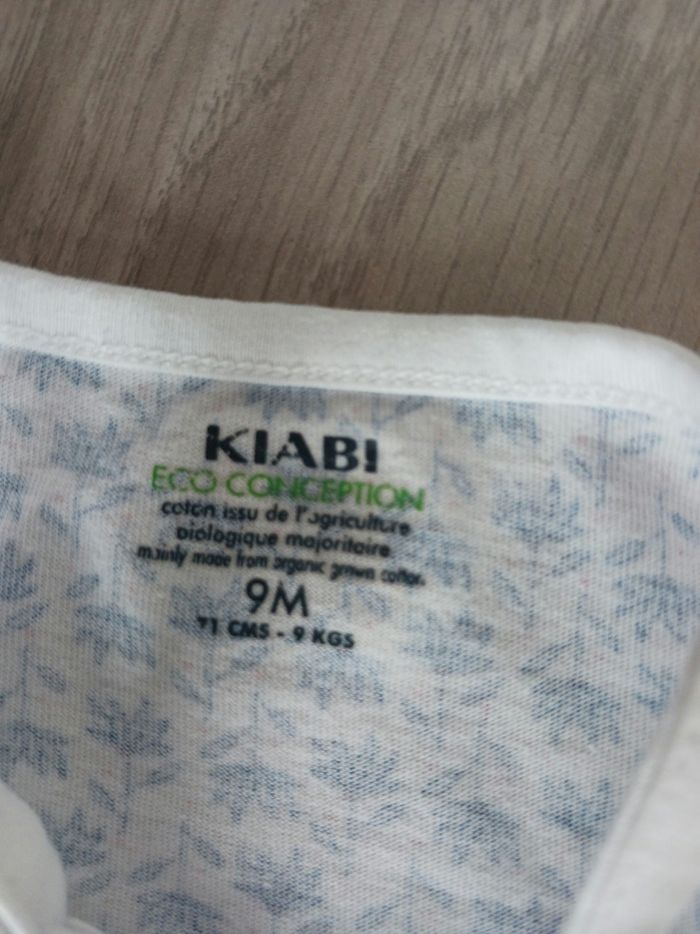 KIABI
ECO CONCEPTION
coton issu de l'agriculture
biologique majoritaire
mainly made from organic grown cotton
9M
71 CMS - 9 KGS